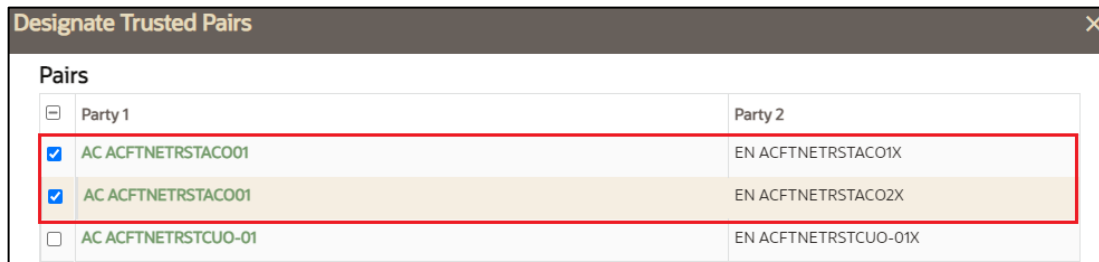 Designate Trusted Pairs
Pairs
Party 1 Party 2
AC ACFTNETRSTACO01 EN ACFTNETRSTACO1X
AC ACFTNETRSTACO01 EN ACFTNETRSTACO2X
AC ACFTNETRSTCUO-01 EN ACFTNETRSTCUO-01X